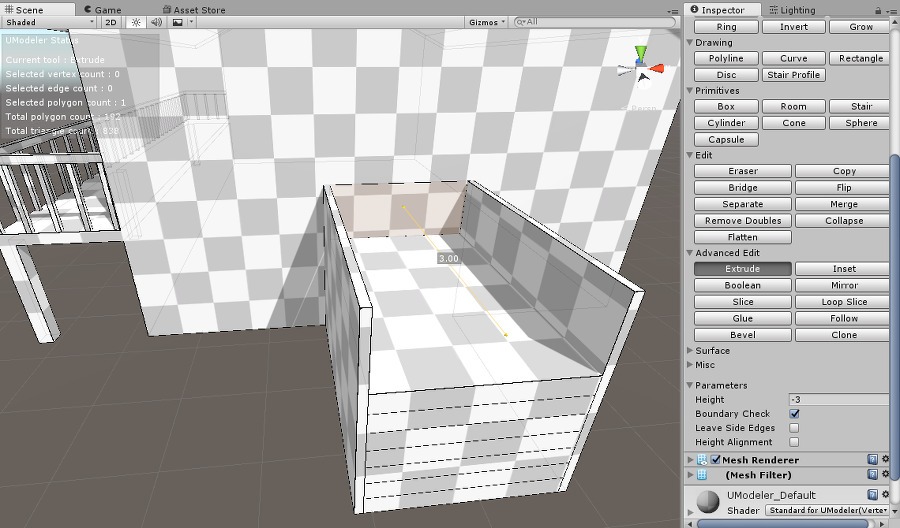 Scene
Game
Asset Store
Inspector
Lighting
Shaded
2D
Gizmos
All
UModeler Status
Current tool : Extrude
Selected vertex count : 0
Selected edge count : 0
Selected polygon count : 1
Total polygon count : 192
Total triangle count : 838
Persp
3.00
Ring
Invert
Grow
Drawing
Polyline
Curve
Rectangle
Disc
Stair Profile
Primitives
Box
Room
Stair
Cylinder
Cone
Sphere
Capsule
Edit
Eraser
Copy
Bridge
Flip
Separate
Merge
Remove Doubles
Collapse
Flatten
Advanced Edit
Extrude
Inset
Boolean
Mirror
Slice
Loop Slice
Glue
Follow
Bevel
Clone
Surface
Misc
Parameters
Height
-3
Boundary Check
Leave Side Edges
Height Alignment
Mesh Renderer
(Mesh Filter)
UModeler_Default
Shader
Standard for UModeler(Verte